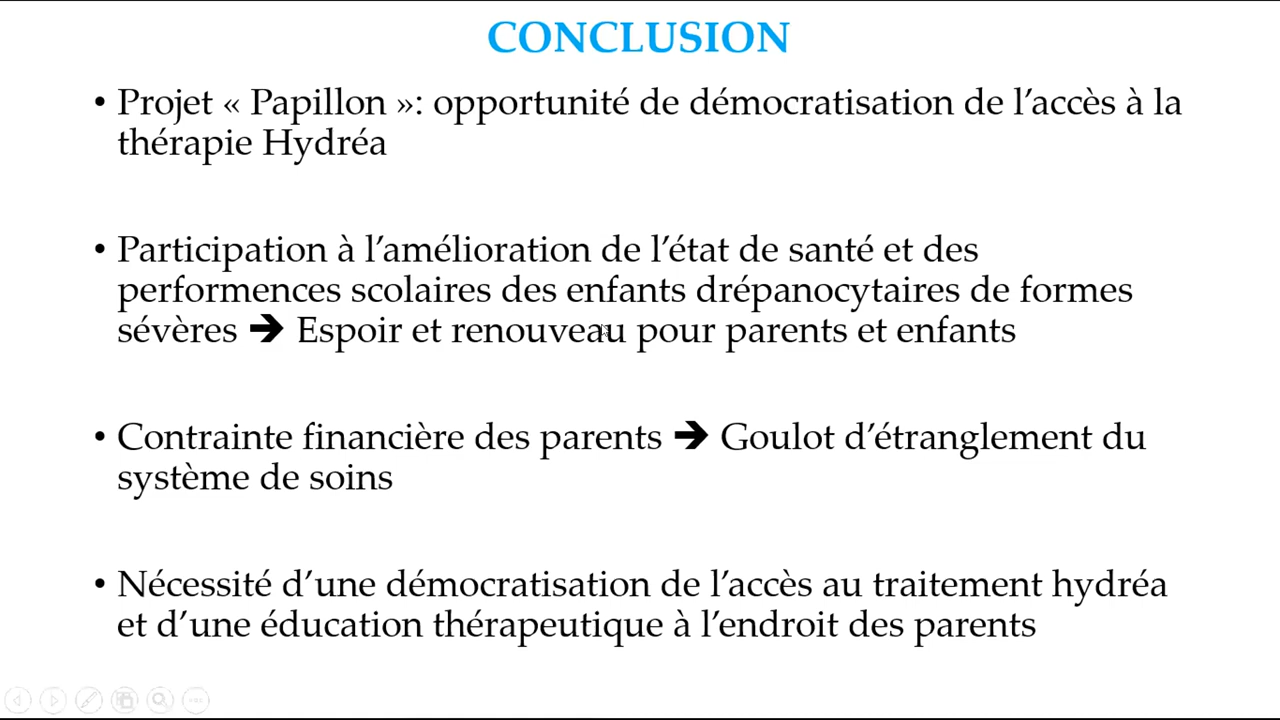 CONCLUSION
• Projet « Papillon »: opportunité de démocratisation de l’accès à la
thérapie Hydréa
• Participation à l’amélioration de l’état de santé et des
performences scolaires des enfants drépanocytaires de formes
sévères 🡺 Espoir et renouveau pour parents et enfants
• Contrainte financière des parents 🡺 Goulot d’étranglement du
système de soins
• Nécessité d’une démocratisation de l’accès au traitement hydréa
et d’une éducation thérapeutique à l’endroit des parents